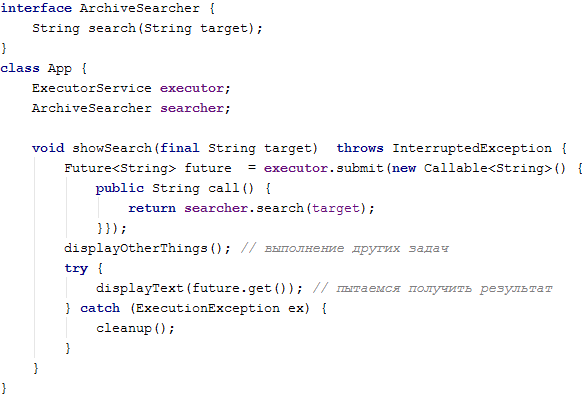 interface ArchiveSearcher {
    String search(String target);
}
class App {
    ExecutorService executor;
    ArchiveSearcher searcher;

    void showSearch(final String target)  throws InterruptedException {
        Future<String> future  = executor.submit(new Callable<String>() {
            public String call() {
                return searcher.search(target);
            }});
        displayOtherThings(); // выполнение других задач
        try {
            displayText(future.get()); // пытаемся получить результат
        } catch (ExecutionException ex) {
            cleanup();
        }
    }
}